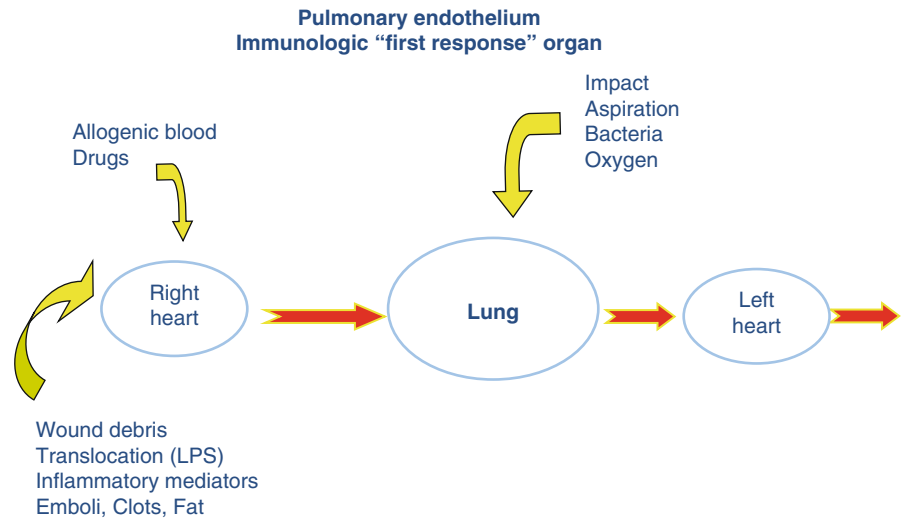 Pulmonary endothelium
Immunologic “first response” organ
Impact
Aspiration
Bacteria
Oxygen
Allogenic blood
Drugs
Right
heart
Lung
Left
heart
Wound debris
Translocation (LPS)
Inflammatory mediators
Emboli, Clots, Fat